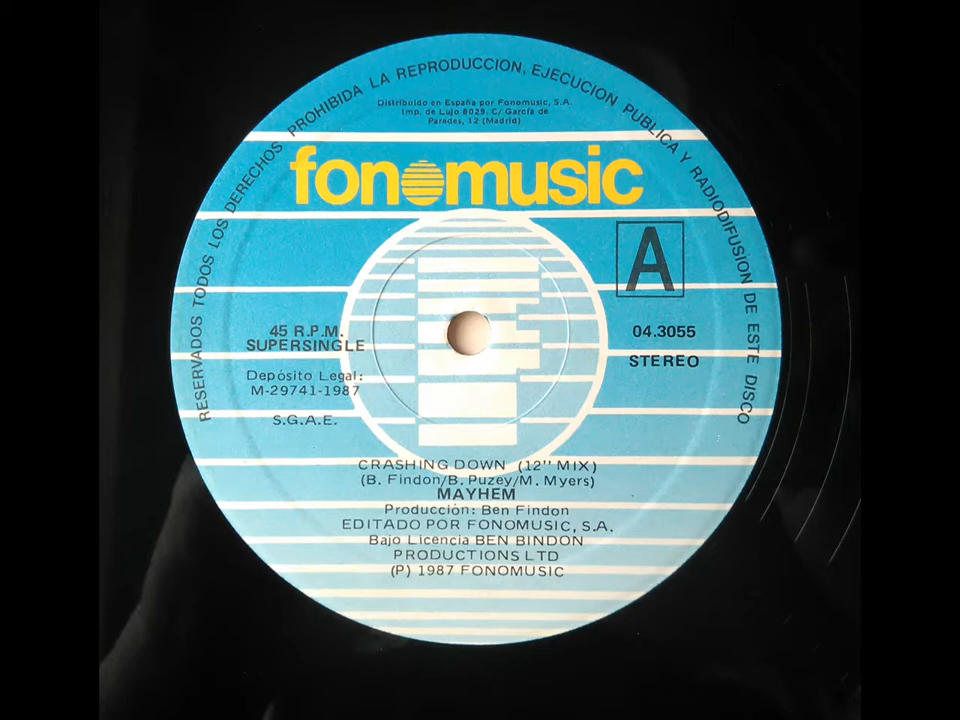 RESERVADOS TODOS LOS DERECHOS PROHIBIDA LA REPRODUCCION, EJECUCION PUBLICA Y RADIODIFUSION DE ESTE DISCO
Distribuido en España por Fonomusic, S.A.
Imp. de Lujo 8029. C/ García de
Paredes, 12 (Madrid)
fonomusic
A
45 R.P.M.
SUPERSINGLE
04.3055
STEREO
Depósito Legal:
M-29741-1987
S.G.A.E.
CRASHING DOWN (12'' MIX)
(B. Findon/B. Puzey/M. Myers)
MAYHEM
Producción: Ben Findon
EDITADO POR FONOMUSIC, S.A.
Bajo Licencia BEN BINDON
PRODUCTIONS LTD
(P) 1987 FONOMUSIC